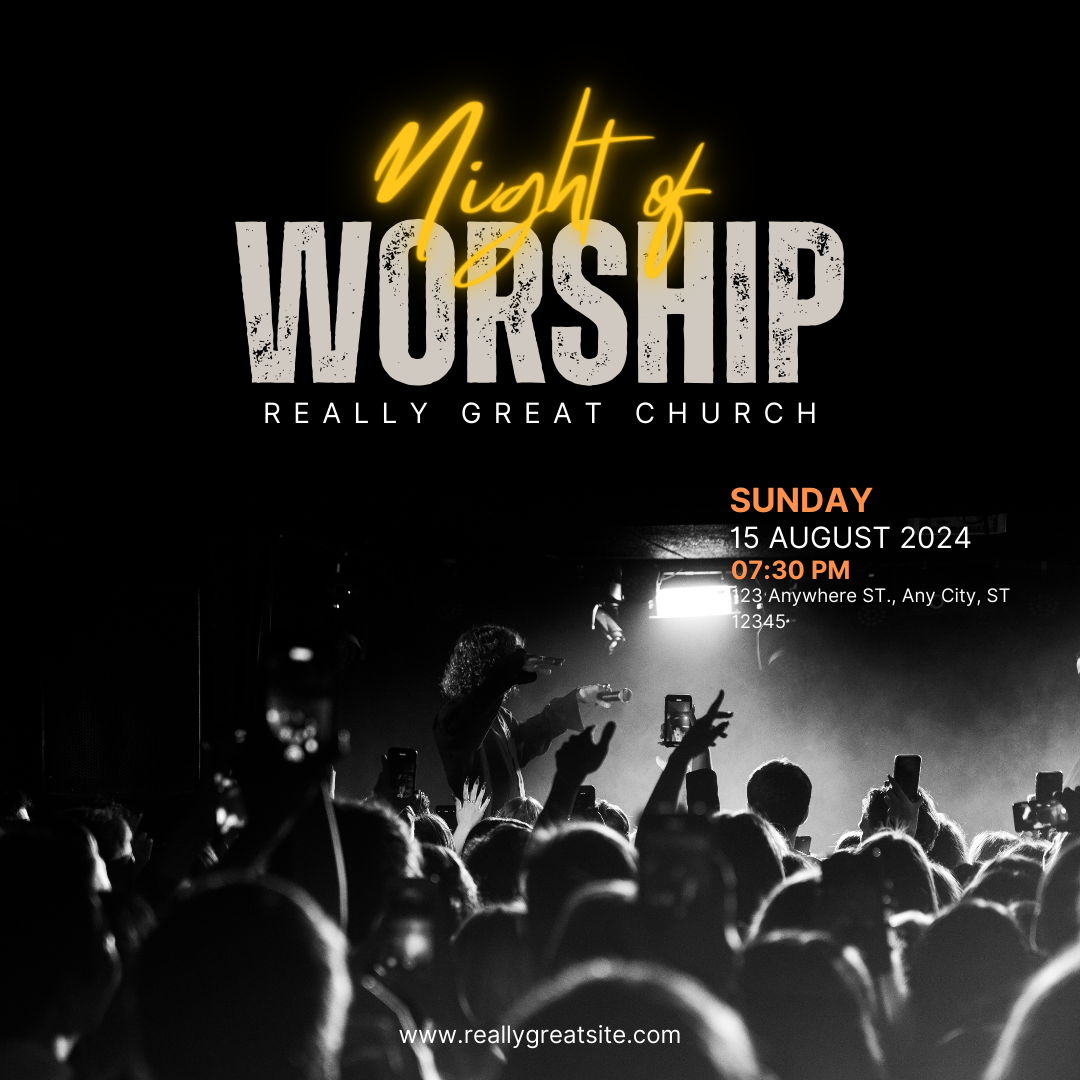 Night of
WORSHIP
REALLY GREAT CHURCH
SUNDAY
15 AUGUST 2024
07:30 PM
123 Anywhere ST., Any City, ST
12345
www.reallygreatsite.com